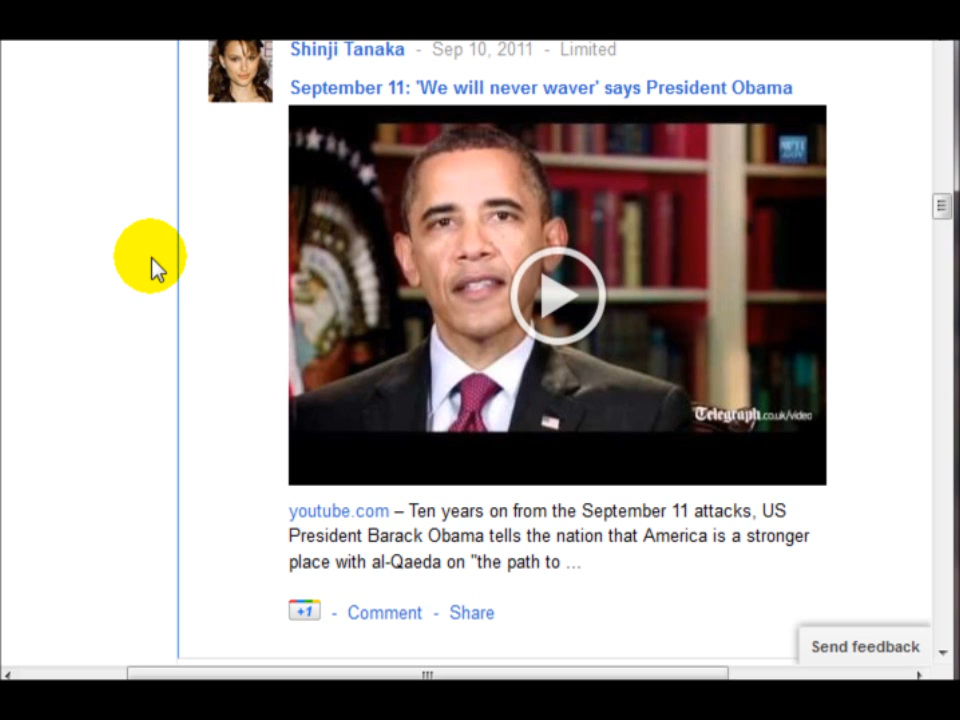 Shinji Tanaka - Sep 10, 2011 - Limited
September 11: 'We will never waver' says President Obama
Telegraph.co.uk/video
youtube.com – Ten years on from the September 11 attacks, US
President Barack Obama tells the nation that America is a stronger
place with al-Qaeda on "the path to ...
+1 - Comment - Share
Send feedback